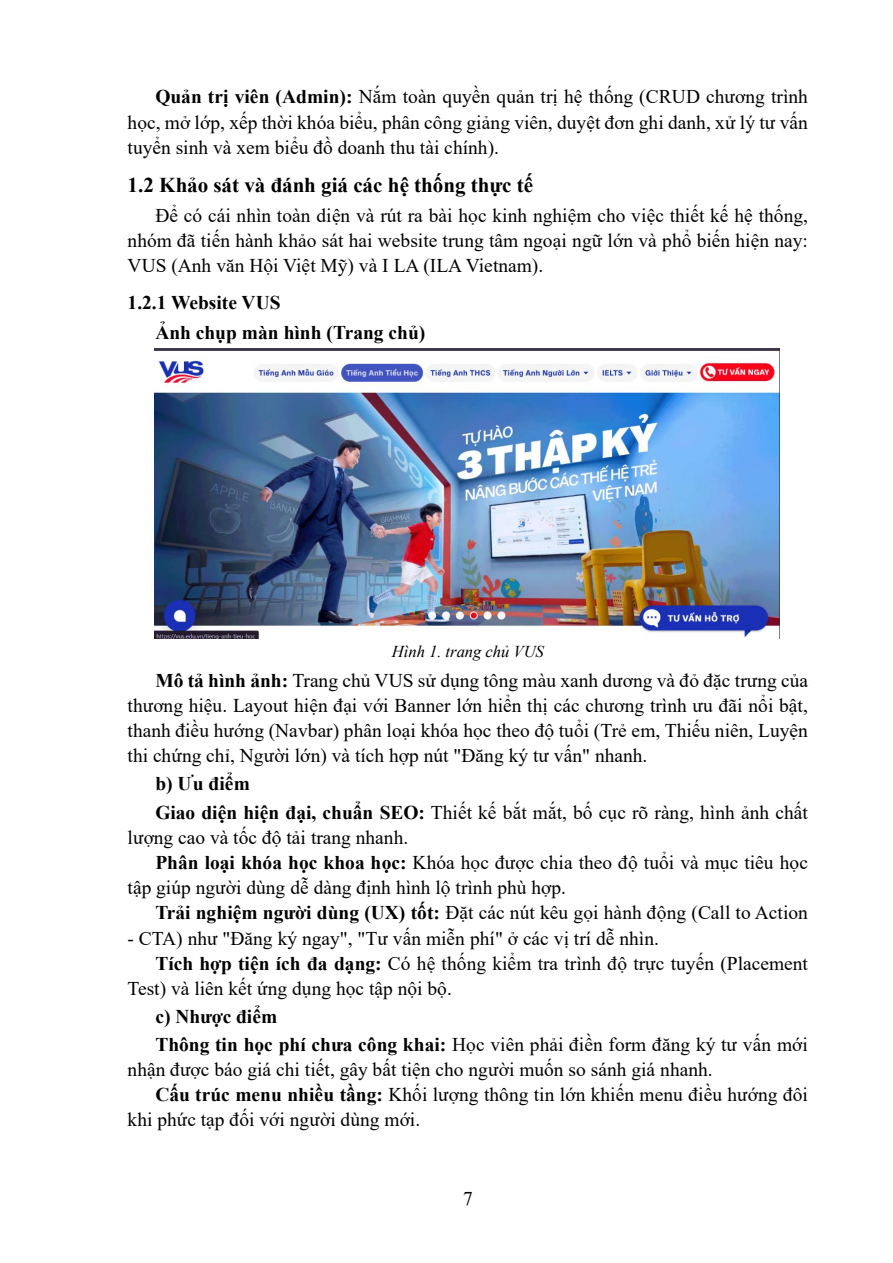 Quản trị viên (Admin): Nắm toàn quyền quản trị hệ thống (CRUD chương trình
học, mở lớp, xếp thời khóa biểu, phân công giảng viên, duyệt đơn ghi danh, xử lý tư vấn
tuyển sinh và xem biểu đồ doanh thu tài chính).
1.2 Khảo sát và đánh giá các hệ thống thực tế
Để có cái nhìn toàn diện và rút ra bài học kinh nghiệm cho việc thiết kế hệ thống,
nhóm đã tiến hành khảo sát hai website trung tâm ngoại ngữ lớn và phổ biến hiện nay:
VUS (Anh văn Hội Việt Mỹ) và I LA (ILA Vietnam).
1.2.1 Website VUS
Ảnh chụp màn hình (Trang chủ)
VUS Tiếng Anh Mẫu Giáo Tiếng Anh Tiểu Học Tiếng Anh THCS Tiếng Anh Người Lớn IELTS Giới Thiệu TƯ VẤN NGAY
TỰ HÀO
3 THẬP KỶ
NÂNG BƯỚC CÁC THẾ HỆ TRẺ
VIỆT NAM
199
APPLE
BANANA
GRAMMAR
TƯ VẤN HỖ TRỢ
https://vus.edu.vn/tieng-anh-tieu-hoc
Hình 1. trang chủ VUS
Mô tả hình ảnh: Trang chủ VUS sử dụng tông màu xanh dương và đỏ đặc trưng của
thương hiệu. Layout hiện đại với Banner lớn hiển thị các chương trình ưu đãi nổi bật,
thanh điều hướng (Navbar) phân loại khóa học theo độ tuổi (Trẻ em, Thiếu niên, Luyện
thi chứng chỉ, Người lớn) và tích hợp nút "Đăng ký tư vấn" nhanh.
b) Ưu điểm
Giao diện hiện đại, chuẩn SEO: Thiết kế bắt mắt, bố cục rõ ràng, hình ảnh chất
lượng cao và tốc độ tải trang nhanh.
Phân loại khóa học khoa học: Khóa học được chia theo độ tuổi và mục tiêu học
tập giúp người dùng dễ dàng định hình lộ trình phù hợp.
Trải nghiệm người dùng (UX) tốt: Đặt các nút kêu gọi hành động (Call to Action
- CTA) như "Đăng ký ngay", "Tư vấn miễn phí" ở các vị trí dễ nhìn.
Tích hợp tiện ích đa dạng: Có hệ thống kiểm tra trình độ trực tuyến (Placement
Test) và liên kết ứng dụng học tập nội bộ.
c) Nhược điểm
Thông tin học phí chưa công khai: Học viên phải điền form đăng ký tư vấn mới
nhận được báo giá chi tiết, gây bất tiện cho người muốn so sánh giá nhanh.
Cấu trúc menu nhiều tầng: Khối lượng thông tin lớn khiến menu điều hướng đôi
khi phức tạp đối với người dùng mới.
7